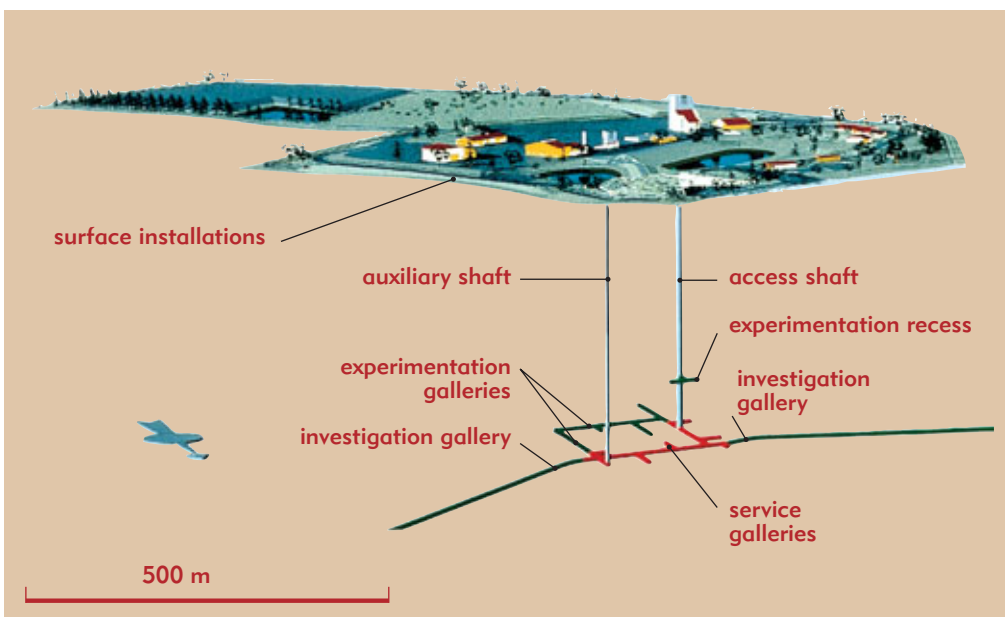 surface installations
auxiliary shaft
access shaft
experimentation recess
experimentation
galleries
investigation
gallery
investigation gallery
service
galleries
500 m